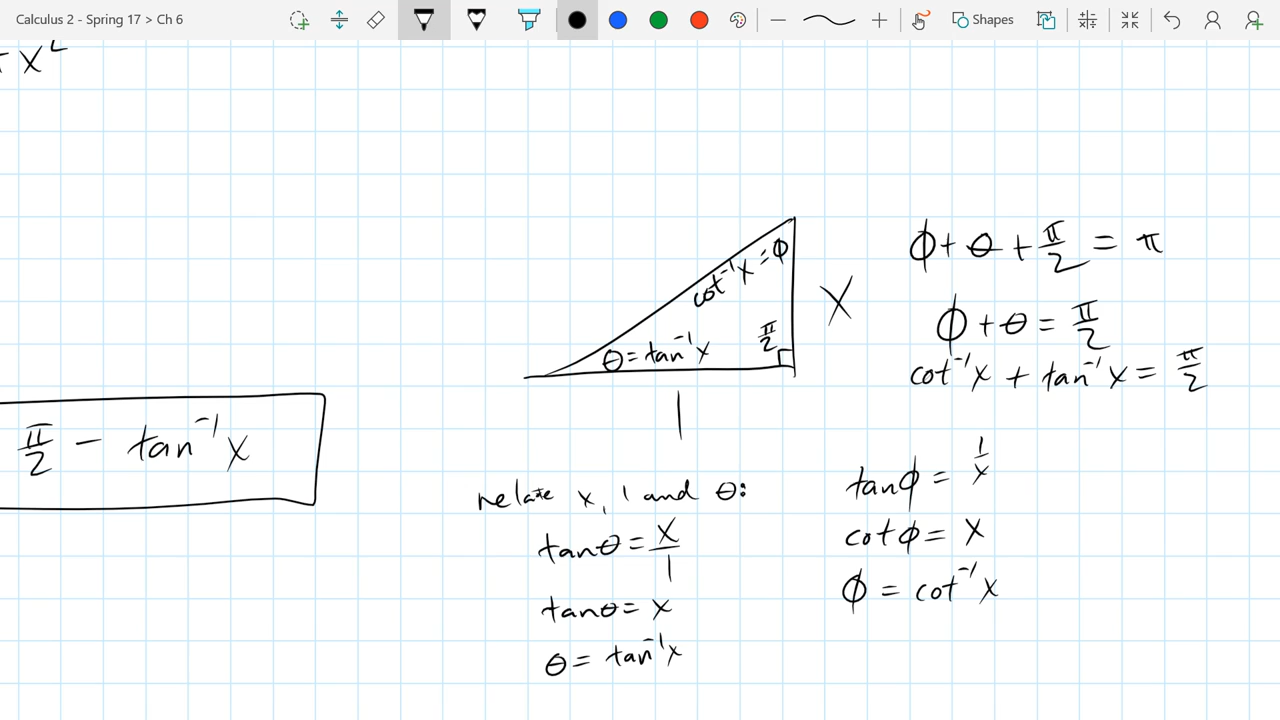 Calculus 2 - Spring 17 > Ch 6
Shapes
+ x²
π/2 − tan⁻¹x
cot⁻¹x = ϕ
θ = tan⁻¹x
π/2
x
1
relate x, 1 and θ:
tanθ = x/1
tanθ = x
θ = tan⁻¹x
ϕ + θ + π/2 = π
ϕ + θ = π/2
cot⁻¹x + tan⁻¹x = π/2
tanϕ = 1/x
cotϕ = x
ϕ = cot⁻¹x